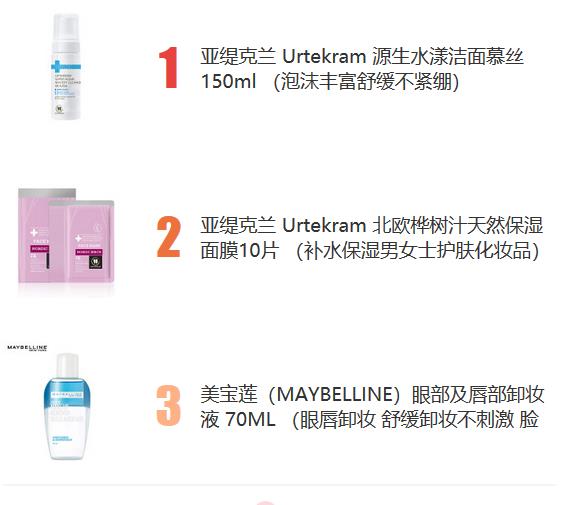 1
亚缇克兰 Urtekram 源生水漾洁面慕丝
150ml （泡沫丰富舒缓不紧绷）
2
亚缇克兰 Urtekram 北欧桦树汁天然保湿
面膜10片 （补水保湿男女士护肤化妆品）
MAYBELLINE
3
美宝莲（MAYBELLINE）眼部及唇部卸妆
液 70ML （眼唇卸妆 舒缓卸妆不刺激 脸